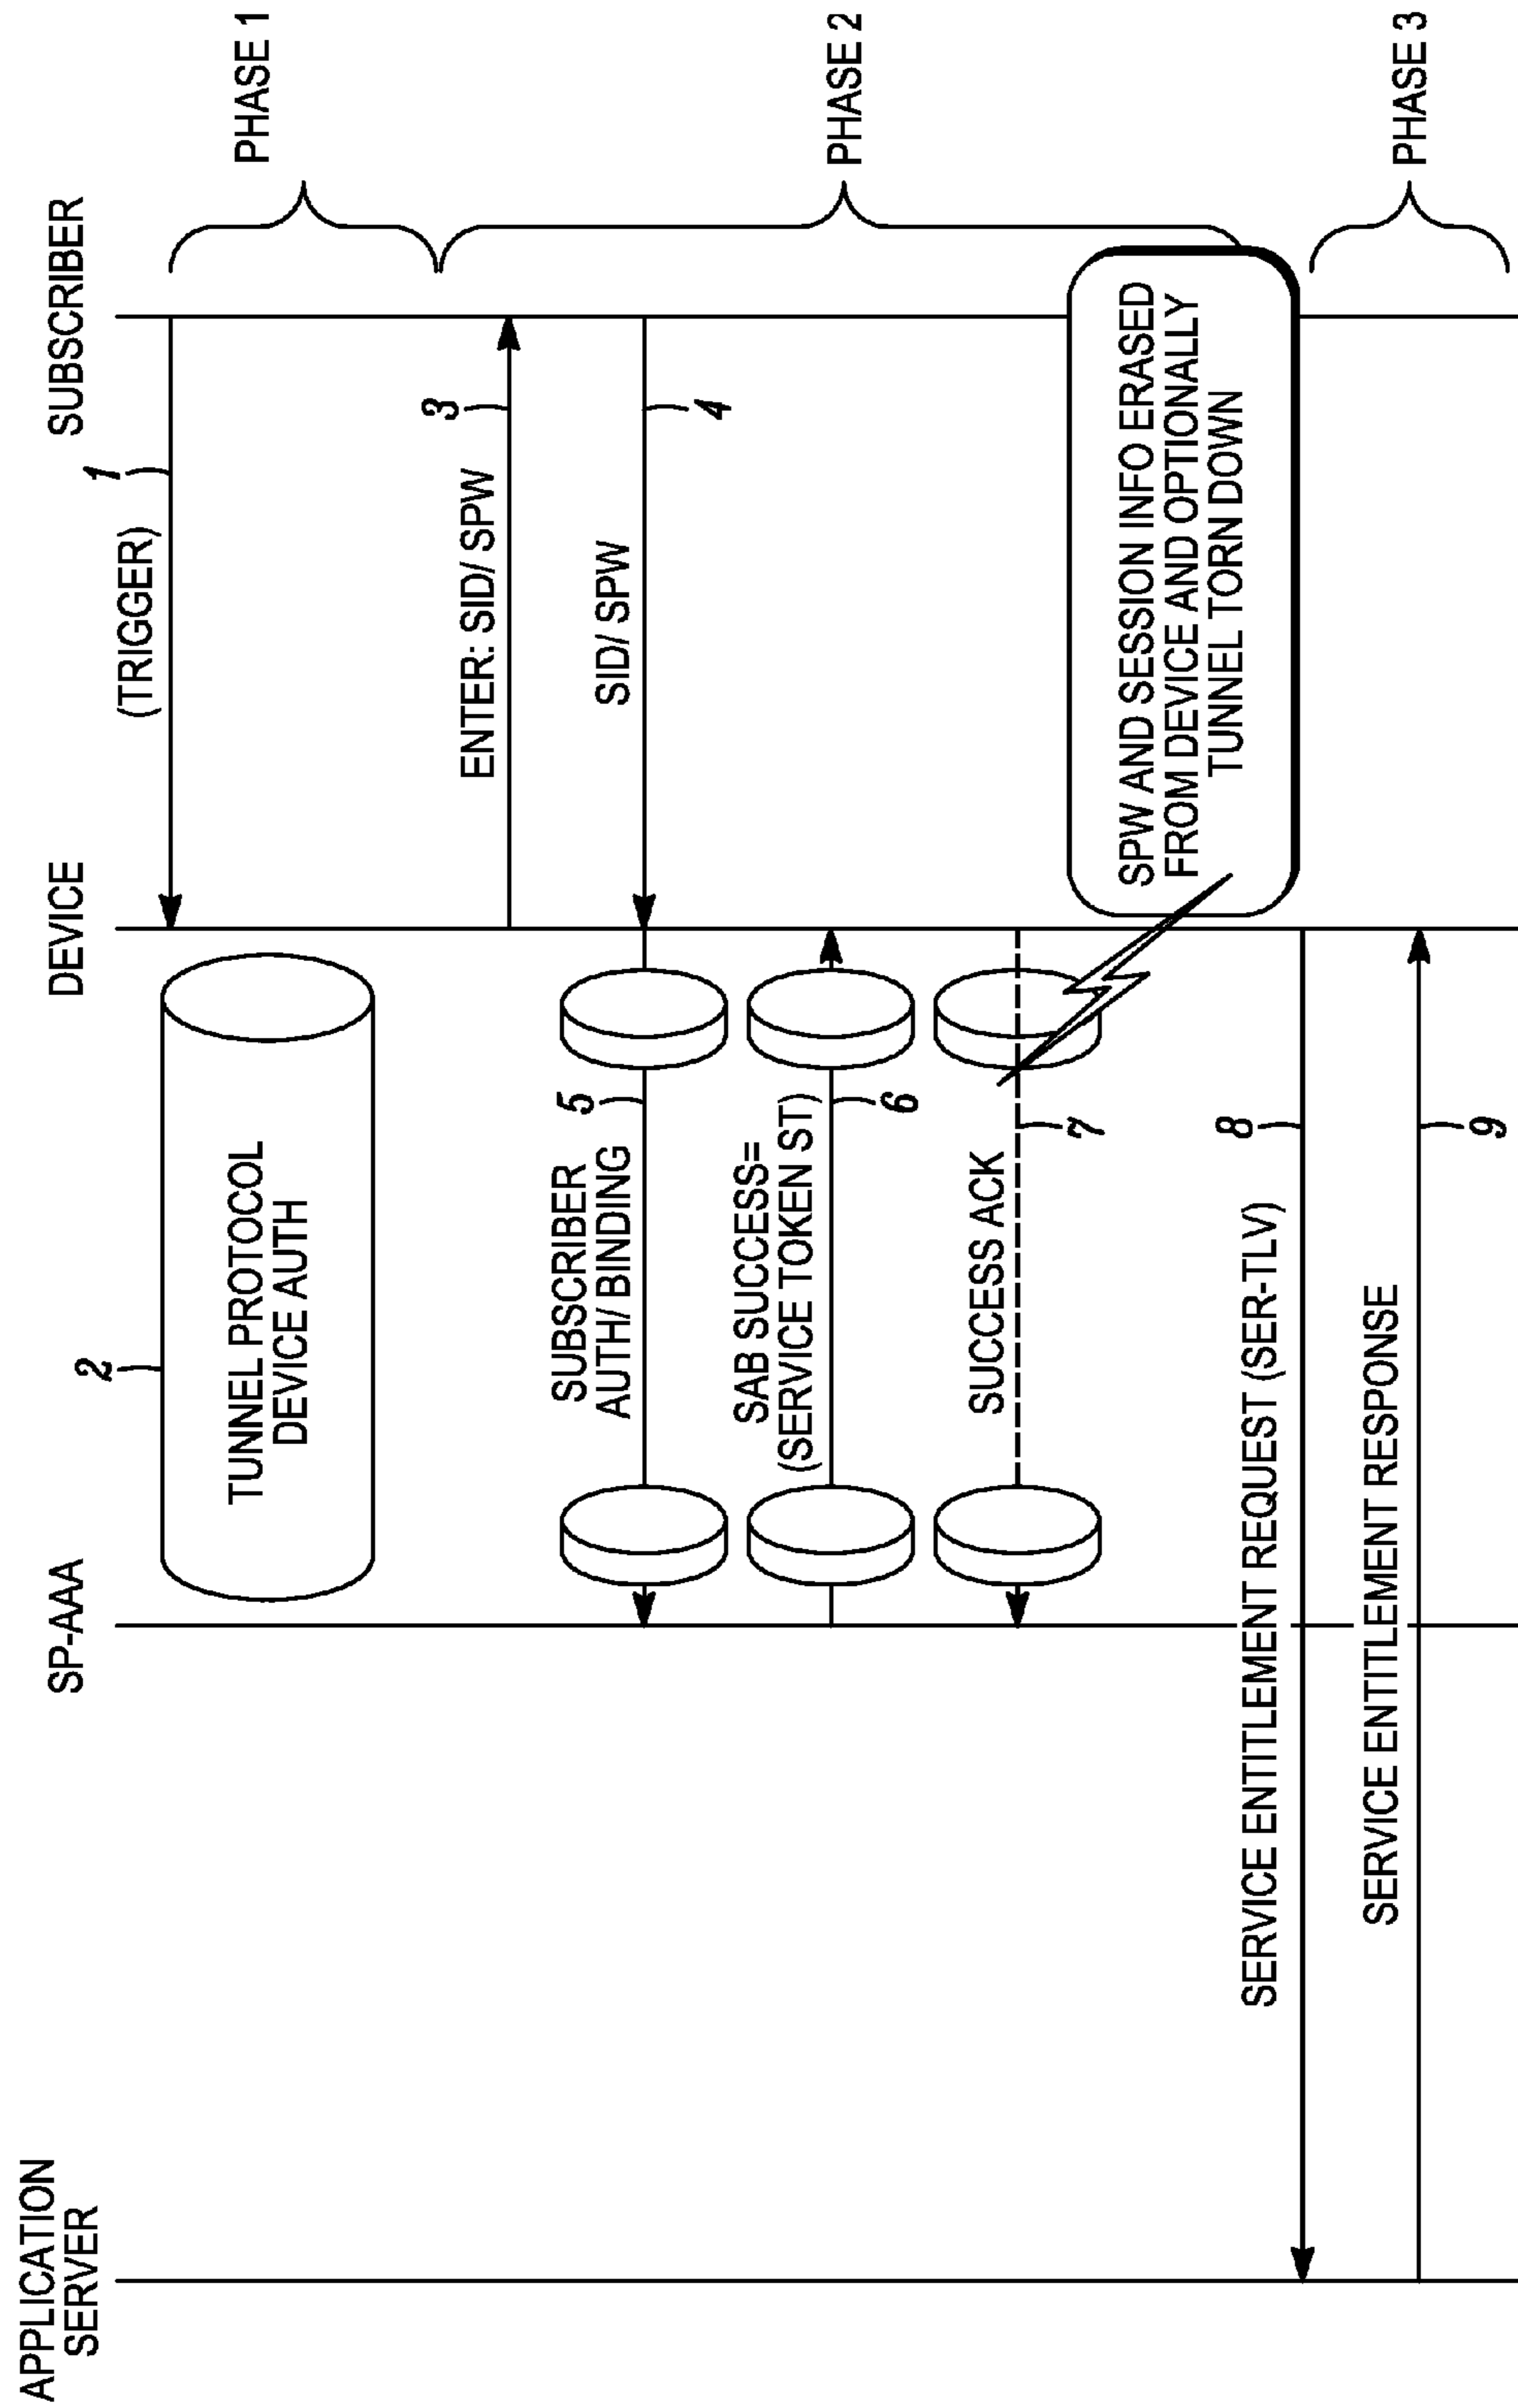 APPLICATION
SERVER
SP-AAA
DEVICE
SUBSCRIBER
(TRIGGER)
1
PHASE 1
2
TUNNEL PROTOCOL
DEVICE AUTH
ENTER: SID/ SPW
3
SID/ SPW
4
SUBSCRIBER
AUTH/ BINDING
5
PHASE 2
SAB SUCCESS=
(SERVICE TOKEN ST)
6
SUCCESS ACK
7
SPW AND SESSION INFO ERASED
FROM DEVICE AND OPTIONALLY
TUNNEL TORN DOWN
SERVICE ENTITLEMENT REQUEST (SER-TLV)
8
SERVICE ENTITLEMENT RESPONSE
9
PHASE 3